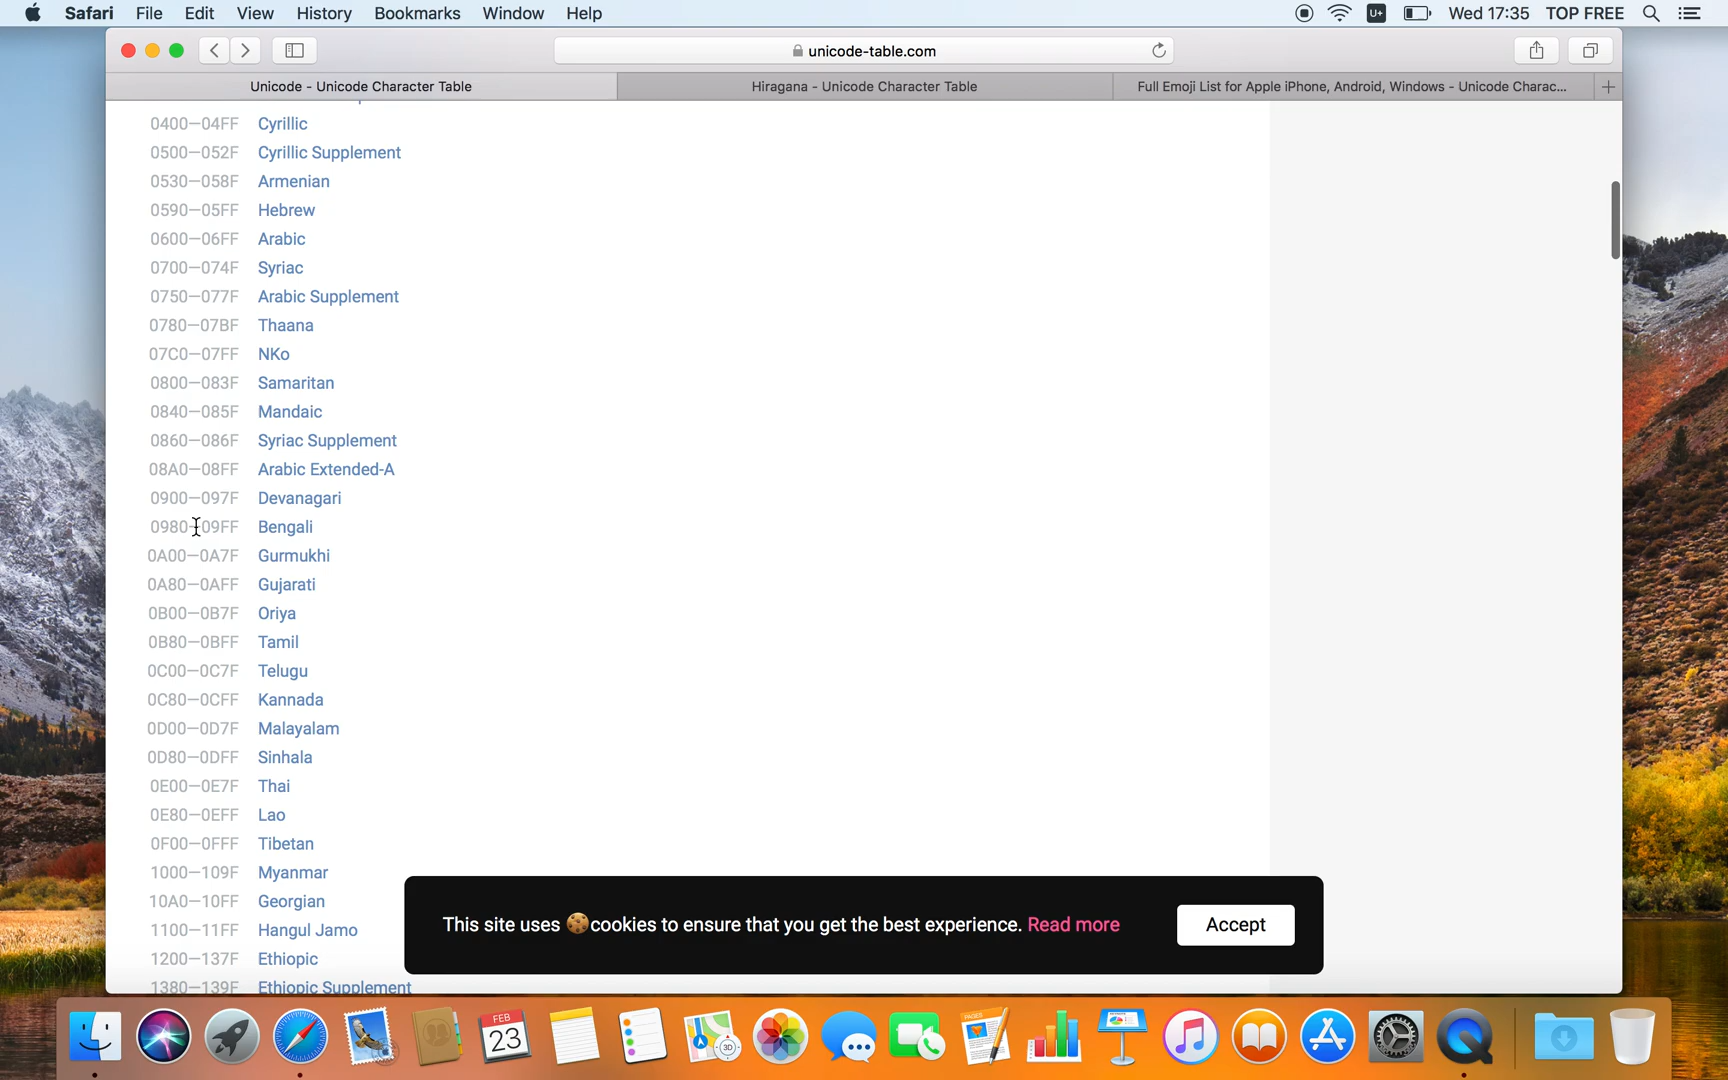 Safari File Edit View History Bookmarks Window Help U+ Wed 17:35 TOP FREE
unicode-table.com
Unicode - Unicode Character Table
Hiragana - Unicode Character Table
Full Emoji List for Apple iPhone, Android, Windows - Unicode Charac...
0400—04FF Cyrillic
0500—052F Cyrillic Supplement
0530—058F Armenian
0590—05FF Hebrew
0600—06FF Arabic
0700—074F Syriac
0750—077F Arabic Supplement
0780—07BF Thaana
07C0—07FF NKo
0800—083F Samaritan
0840—085F Mandaic
0860—086F Syriac Supplement
08A0—08FF Arabic Extended-A
0900—097F Devanagari
0980—09FF Bengali
0A00—0A7F Gurmukhi
0A80—0AFF Gujarati
0B00—0B7F Oriya
0B80—0BFF Tamil
0C00—0C7F Telugu
0C80—0CFF Kannada
0D00—0D7F Malayalam
0D80—0DFF Sinhala
0E00—0E7F Thai
0E80—0EFF Lao
0F00—0FFF Tibetan
1000—109F Myanmar
10A0—10FF Georgian
1100—11FF Hangul Jamo
1200—137F Ethiopic
1380—139F Ethiopic Supplement
This site uses 🍪cookies to ensure that you get the best experience. Read more
Accept
FEB
23
PAGES
3D
KEYNOTE